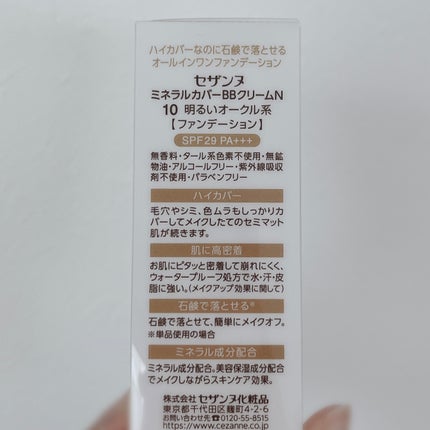 ハイカバーなのに石鹸で落とせる
オールインワンファンデーション
セザンヌ
ミネラルカバーBBクリームN
10 明るいオークル系
【ファンデーション】
SPF29 PA+++
無香料・タール系色素不使用・無鉱
物油・アルコールフリー・紫外線吸収
剤不使用・パラベンフリー
ハイカバー
毛穴やシミ、色ムラもしっかりカ
バーしてメイクしたてのセミマット
肌が続きます。
肌に高密着
お肌にピタッと密着して崩れにくく、
ウォータープルーフ処方で水・汗・皮
脂に強い。(メイクアップ効果に関して)
石鹸で落とせる※
石鹸で落とせて、簡単にメイクオフ。
※単品使用の場合
ミネラル成分配合
ミネラル成分配合。美容保湿成分配合
でメイクしながらスキンケア効果。
株式会社 セザンヌ化粧品
東京都千代田区麹町4-2-6
お問い合わせ先 0120-55-8515
https://www.cezanne.co.jp